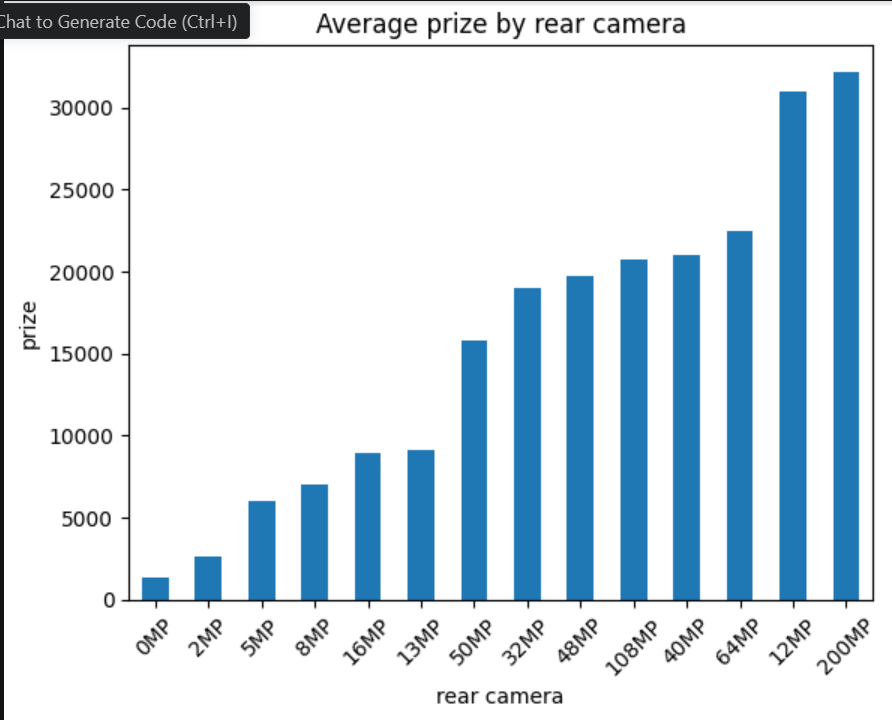 Chat to Generate Code (Ctrl+I)
Average prize by rear camera
30000
25000
20000
15000
10000
5000
0
prize
0MP 2MP 5MP 8MP 16MP 13MP 50MP 32MP 48MP 108MP 40MP 64MP 12MP 200MP
rear camera